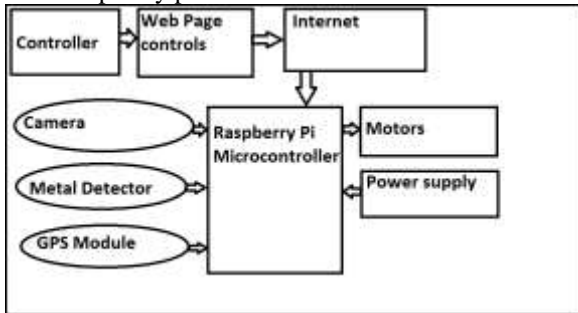 Controller
Web Page
controls
Internet
Camera
Raspberry Pi
Microcontroller
Motors
Metal Detector
Power supply
GPS Module